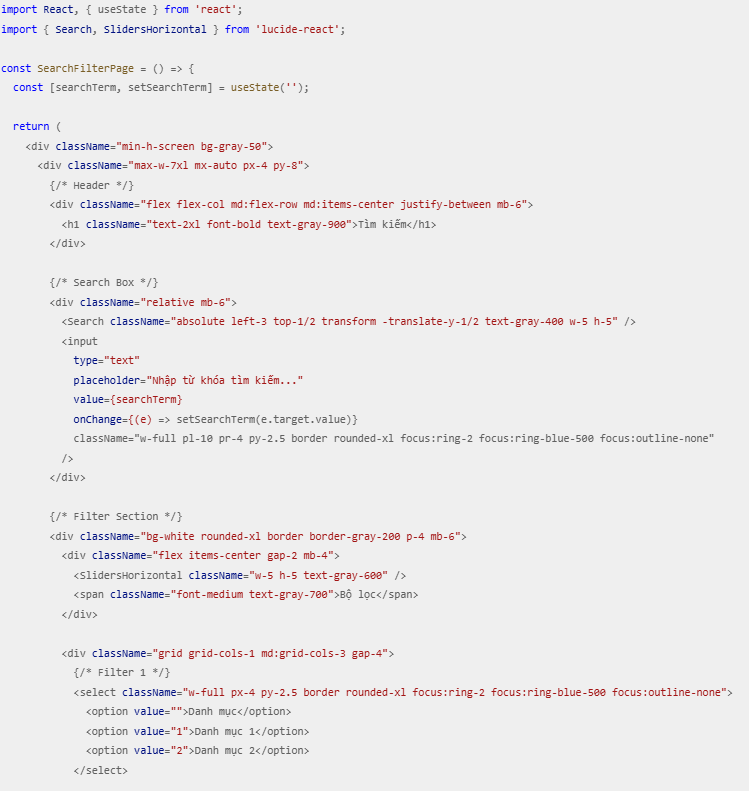 import React, { useState } from 'react';
import { Search, SlidersHorizontal } from 'lucide-react';

const SearchFilterPage = () => {
  const [searchTerm, setSearchTerm] = useState('');

  return (
    <div className="min-h-screen bg-gray-50">
      <div className="max-w-7xl mx-auto px-4 py-8">
        {/* Header */}
        <div className="flex flex-col md:flex-row md:items-center justify-between mb-6">
          <h1 className="text-2xl font-bold text-gray-900">Tìm kiếm</h1>
        </div>

        {/* Search Box */}
        <div className="relative mb-6">
          <Search className="absolute left-3 top-1/2 transform -translate-y-1/2 text-gray-400 w-5 h-5" />
          <input
            type="text"
            placeholder="Nhập từ khóa tìm kiếm..."
            value={searchTerm}
            onChange={(e) => setSearchTerm(e.target.value)}
            className="w-full pl-10 pr-4 py-2.5 border rounded-xl focus:ring-2 focus:ring-blue-500 focus:outline-none"
          />
        </div>

        {/* Filter Section */}
        <div className="bg-white rounded-xl border border-gray-200 p-4 mb-6">
          <div className="flex items-center gap-2 mb-4">
            <SlidersHorizontal className="w-5 h-5 text-gray-600" />
            <span className="font-medium text-gray-700">Bộ lọc</span>
          </div>

          <div className="grid grid-cols-1 md:grid-cols-3 gap-4">
            {/* Filter 1 */}
            <select className="w-full px-4 py-2.5 border rounded-xl focus:ring-2 focus:ring-blue-500 focus:outline-none">
              <option value="">Danh mục</option>
              <option value="1">Danh mục 1</option>
              <option value="2">Danh mục 2</option>
            </select>